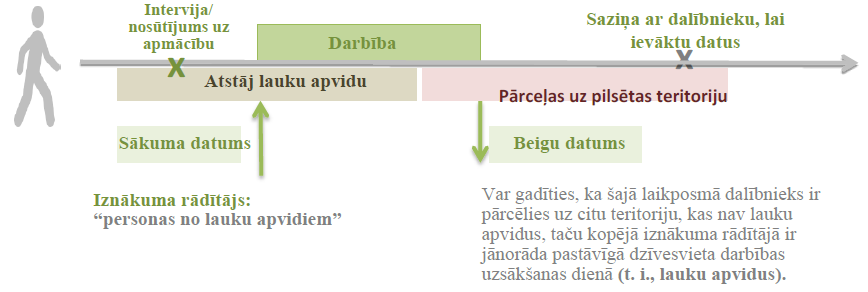 Intervija/
nosūtījums uz
apmācību
X
Darbība
Saziņa ar dalībnieku, lai
ievāktu datus
X
Atstāj lauku apvidu
Pārceļas uz pilsētas teritoriju
Sākuma datums
Beigu datums
Iznākuma rādītājs:
“personas no lauku apvidiem”
Var gadīties, ka šajā laikposmā dalībnieks ir
pārcēlies uz citu teritoriju, kas nav lauku
apvidus, taču kopējā iznākuma rādītājā ir
jānorāda pastāvīgā dzīvesvieta darbības
uzsākšanas dienā (t. i., lauku apvidus).